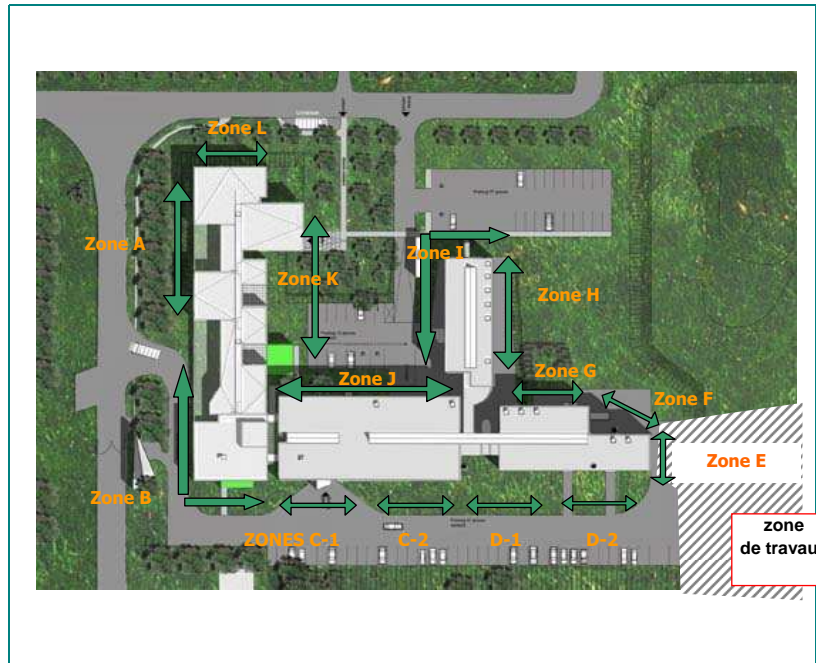 Zone L
Zone A
Zone I
Zone K
Zone H
Zone J
Zone G
Zone F
Zone E
Zone B
zone
de travau
ZONES C-1
C-2
D-1
D-2